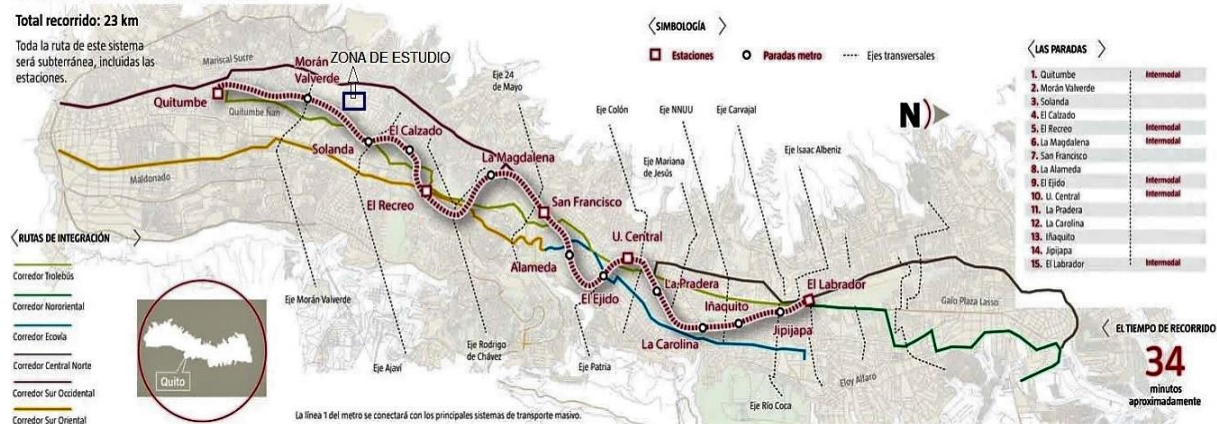 Total recorrido: 23 km
Toda la ruta de este sistema
será subterránea, incluidas las
estaciones.
SIMBOLOGÍA
Estaciones
Paradas metro
Ejes transversales
LAS PARADAS
1. Quitumbe Intermodal
2. Morán Valverde
3. Solanda
4. El Calzado
5. El Recreo Intermodal
6. La Magdalena Intermodal
7. San Francisco
8. La Alameda
9. El Ejido Intermodal
10. U. Central Intermodal
11. La Pradera
12. La Carolina
13. Iñaquito
14. Jipijapa
15. El Labrador Intermodal
Mariscal Sucre
Morán
Valverde
ZONA DE ESTUDIO
Quitumbe
Quitumbe Ñan
Solanda
El Calzado
Maldonado
El Recreo
La Magdalena
Eje 24
de Mayo
San Francisco
Alameda
El Ejido
U. Central
Eje Colón
Eje NNUU
Eje Carvajal
Eje Mariana
de Jesús
Eje Isaac Albeniz
N
La Pradera
La Carolina
Iñaquito
Jipijapa
El Labrador
Galo Plaza Lasso
Eloy Alfaro
Eje Morán Valverde
Eje Ajaví
Eje Rodrigo
de Chávez
Eje Patria
Eje Río Coca
RUTAS DE INTEGRACIÓN
Corredor Trolebús
Corredor Nororiental
Corredor Ecovía
Corredor Central Norte
Corredor Sur Occidental
Corredor Sur Oriental
Quito
La línea 1 del metro se conectará con los principales sistemas de transporte masivo.
EL TIEMPO DE RECORRIDO
34
minutos
aproximadamente